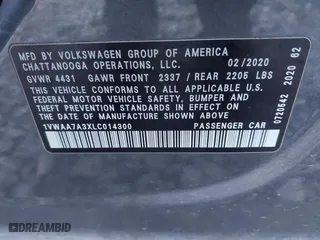 MFD BY VOLKSWAGEN GROUP OF AMERICA
CHATTANOOGA OPERATIONS, LLC. 02/2020
GVWR 4431 GAWR FRONT 2337 / REAR 2205 LBS
THIS VEHICLE CONFORMS TO ALL APPLICABLE
FEDERAL MOTOR VEHICLE SAFETY, BUMPER AND
THEFT PREVENTION STANDARDS IN EFFECT ON THE
DATE OF MANUFACTURE SHOWN ABOVE.
1VWAA7A3XLC014300 PASSENGER CAR
0720642 2020 82
DREAMBID